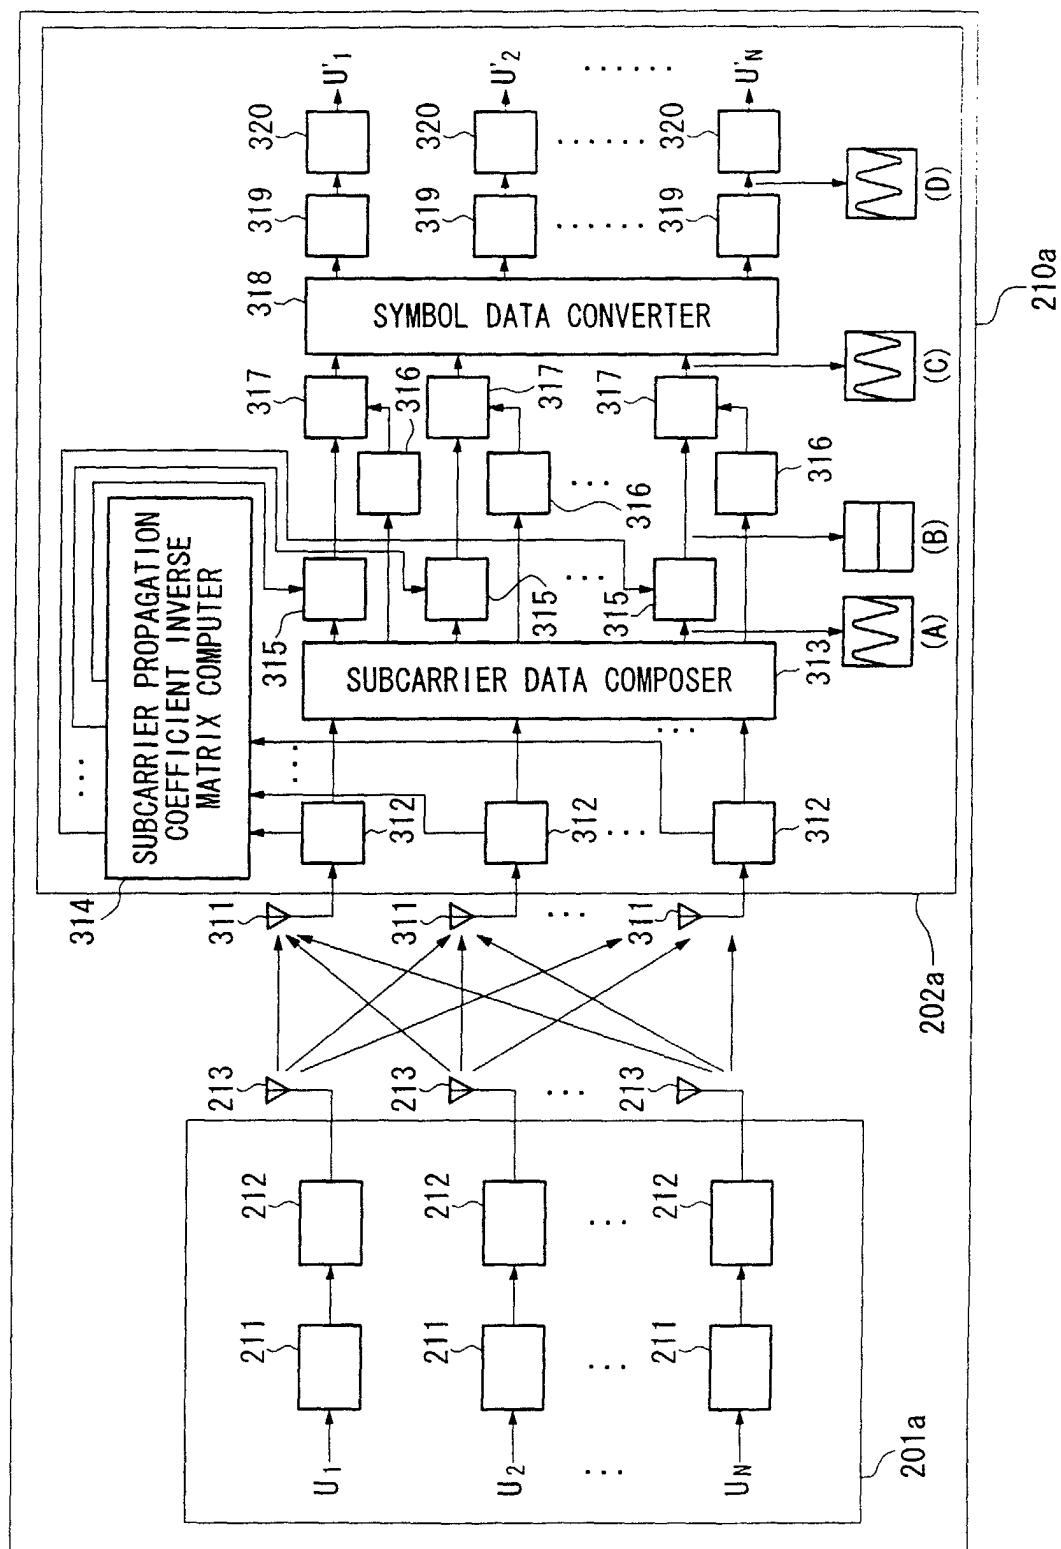 314
SUBCARRIER PROPAGATION
COEFFICIENT INVERSE
MATRIX COMPUTER
...
...
U1
211
212
213
311
312
315
317
316
318
319
320
U'1
U2
211
212
213
311
312
315
317
316
319
320
U'2
...
...
...
...
...
...
...
...
......
......
......
SUBCARRIER DATA COMPOSER
SYMBOL DATA CONVERTER
...
UN
211
212
213
311
312
313
315
317
316
319
320
U'N
(A)
(B)
(C)
(D)
201a
202a
210a